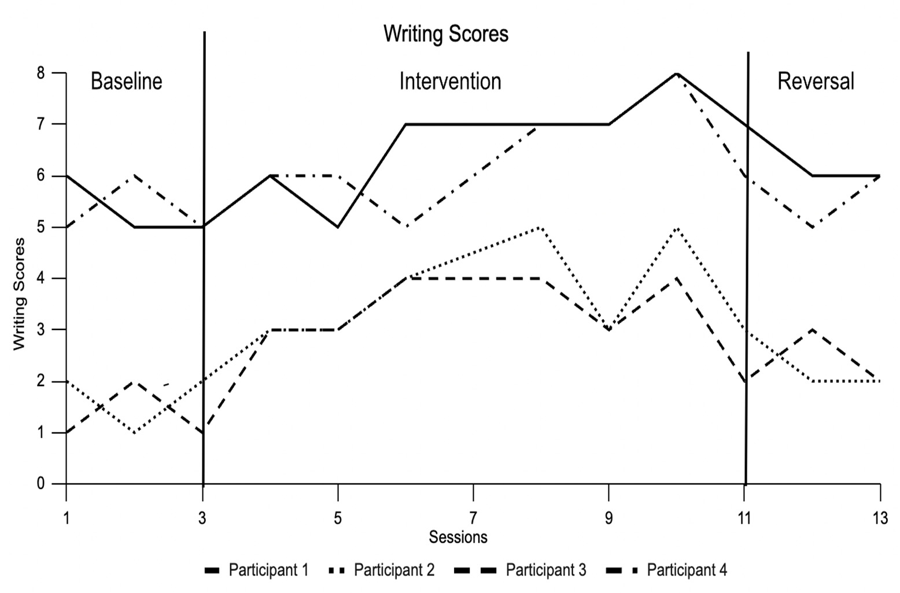 Writing Scores
Baseline
Intervention
Reversal
8
7
6
5
4
3
2
1
0
Writing Scores
1 3 5 7 9 11 13
Sessions
Participant 1 Participant 2 Participant 3 Participant 4